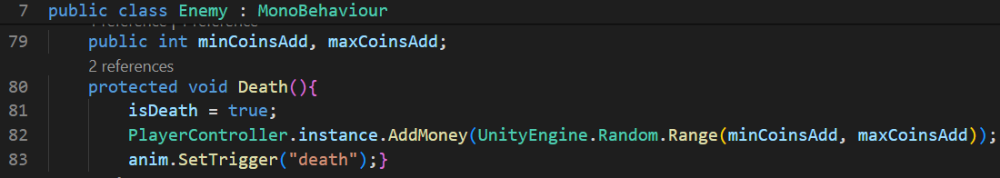 7 public class Enemy : MonoBehaviour
79 public int minCoinsAdd, maxCoinsAdd;
2 references
80 protected void Death(){
81 isDeath = true;
82 PlayerController.instance.AddMoney(UnityEngine.Random.Range(minCoinsAdd, maxCoinsAdd));
83 anim.SetTrigger("death");}